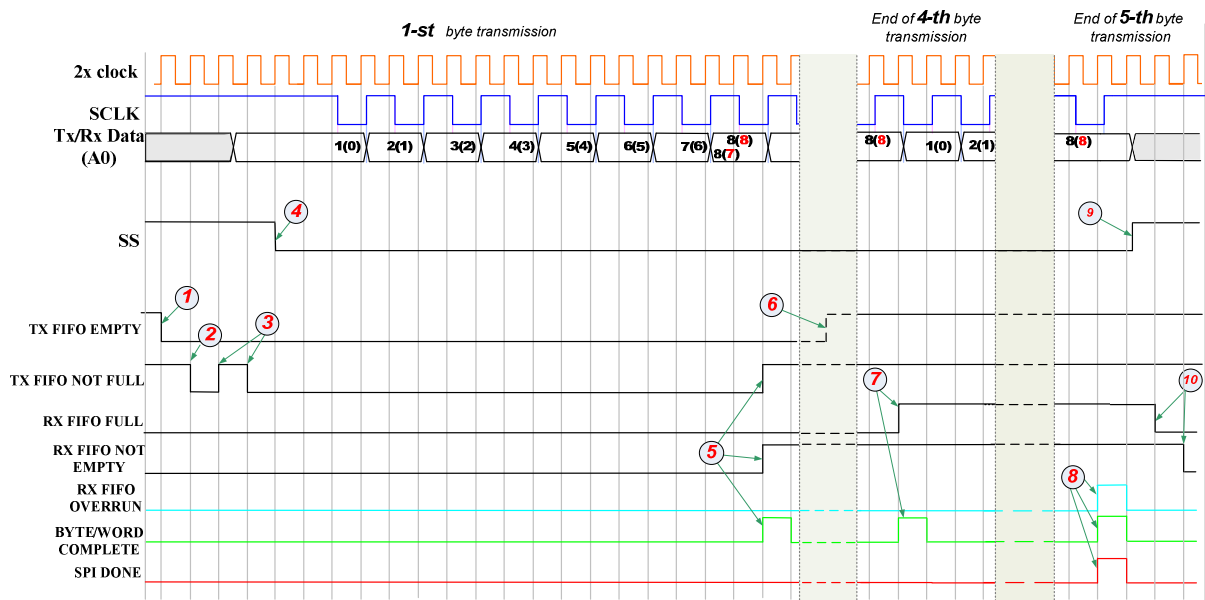 1-st byte transmission
End of 4-th byte
transmission
End of 5-th byte
transmission
2x clock
SCLK
Tx/Rx Data
(A0)
1(0) 2(1) 3(2) 4(3) 5(4) 6(5) 7(6) 8(8) 8(8) 1(0) 2(1) 8(8)
8(7)
SS
4
9
1
2
3
6
TX FIFO EMPTY
TX FIFO NOT FULL
7
10
RX FIFO FULL
5
RX FIFO NOT
EMPTY
8
RX FIFO
OVERRUN
BYTE/WORD
COMPLETE
SPI DONE